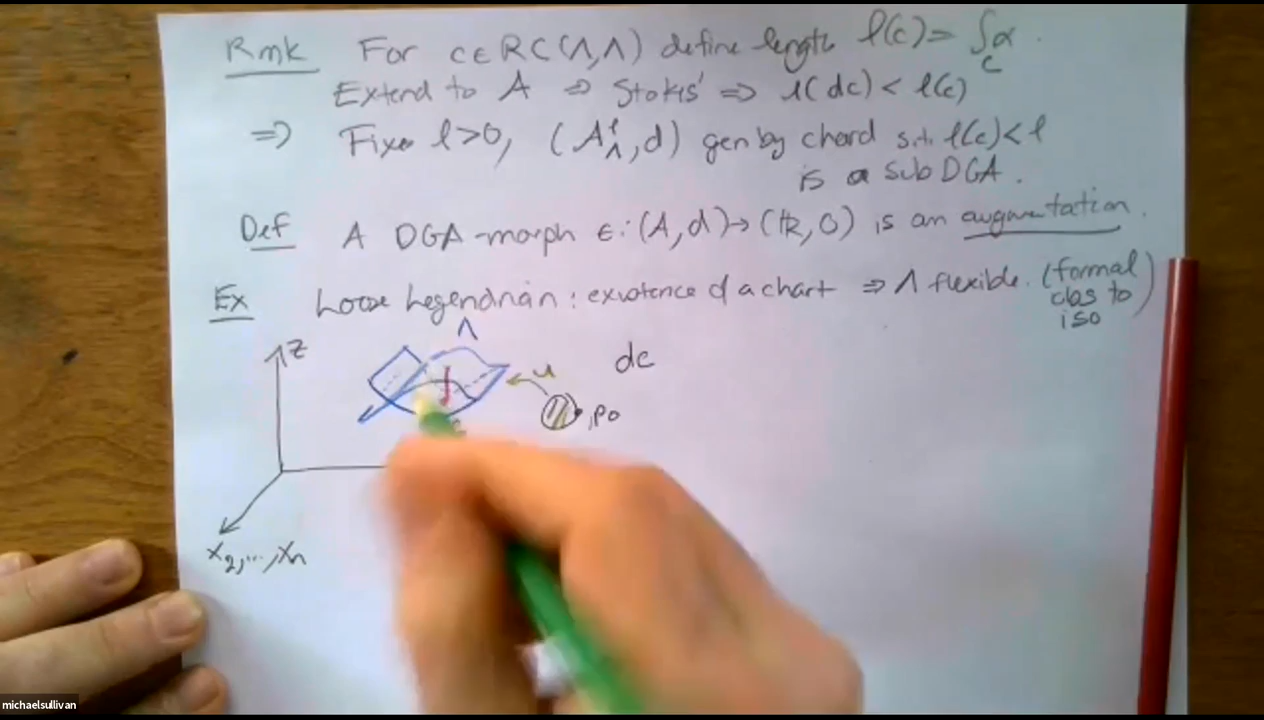 Rmk For c∈RC(Λ,Λ) define length ℓ(c)= ∫_c α.
Extend to A ⇒ Stokes' ⇒ ℓ(dc) < ℓ(c)
⇒ Fix ℓ>0, (A^ℓ_Λ, d) gen by chord s.t. ℓ(c)<ℓ
is a sub DGA.
Def A DGA-morph ε: (A,d)→(ℝ,0) is an augmentation.
Ex Loose Legendrian: existence of a chart ⇒ Λ flexible. (formal
clas to
iso)
Λ
z
dc
u
p0
x2,...,xn
michaelsullivan